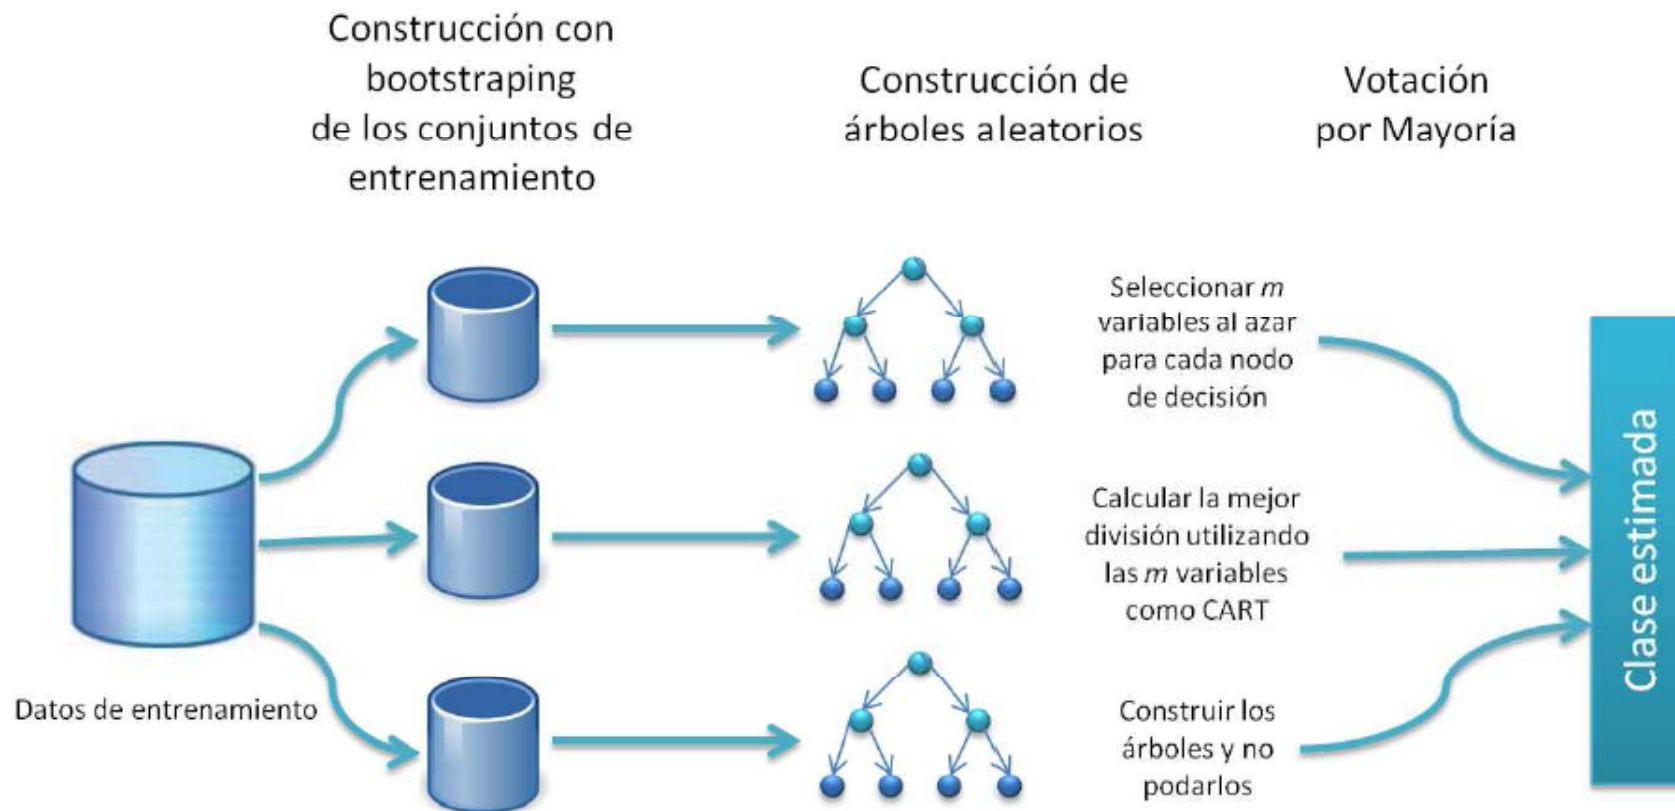 Construcción con
bootstraping
de los conjuntos de
entrenamiento
Construcción de
árboles aleatorios
Votación
por Mayoría
Seleccionar m
variables al azar
para cada nodo
de decisión
Calcular la mejor
división utilizando
las m variables
como CART
Construir los
árboles y no
podarlos
Datos de entrenamiento
Clase estimada